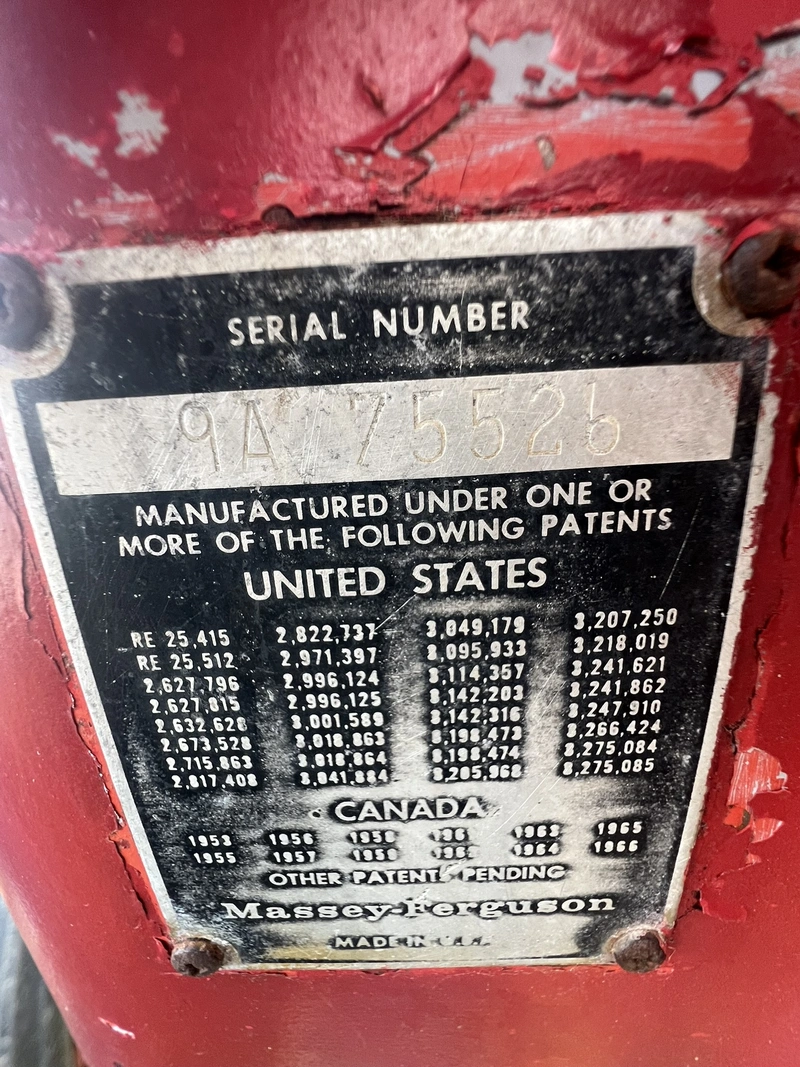 SERIAL NUMBER
9A 75526
MANUFACTURED UNDER ONE OR
MORE OF THE FOLLOWING PATENTS
UNITED STATES
RE 25,415 2,822,737 3,049,179 3,207,250
RE 25,512 2,971,397 3,095,933 3,218,019
2,627,796 2,996,124 3,114,357 3,241,621
2,627,815 2,996,125 3,142,203 3,241,862
2,632,628 3,001,589 3,142,316 3,247,910
2,673,528 3,018,863 3,198,473 3,266,424
2,715,863 3,018,864 3,198,474 3,275,084
2,817,408 3,041,884 3,205,968 3,275,085
CANADA
1953 1956 1958 1963 1965
1955 1957 1964 1966
OTHER PATENTS PENDING
Massey-Ferguson
MADE IN